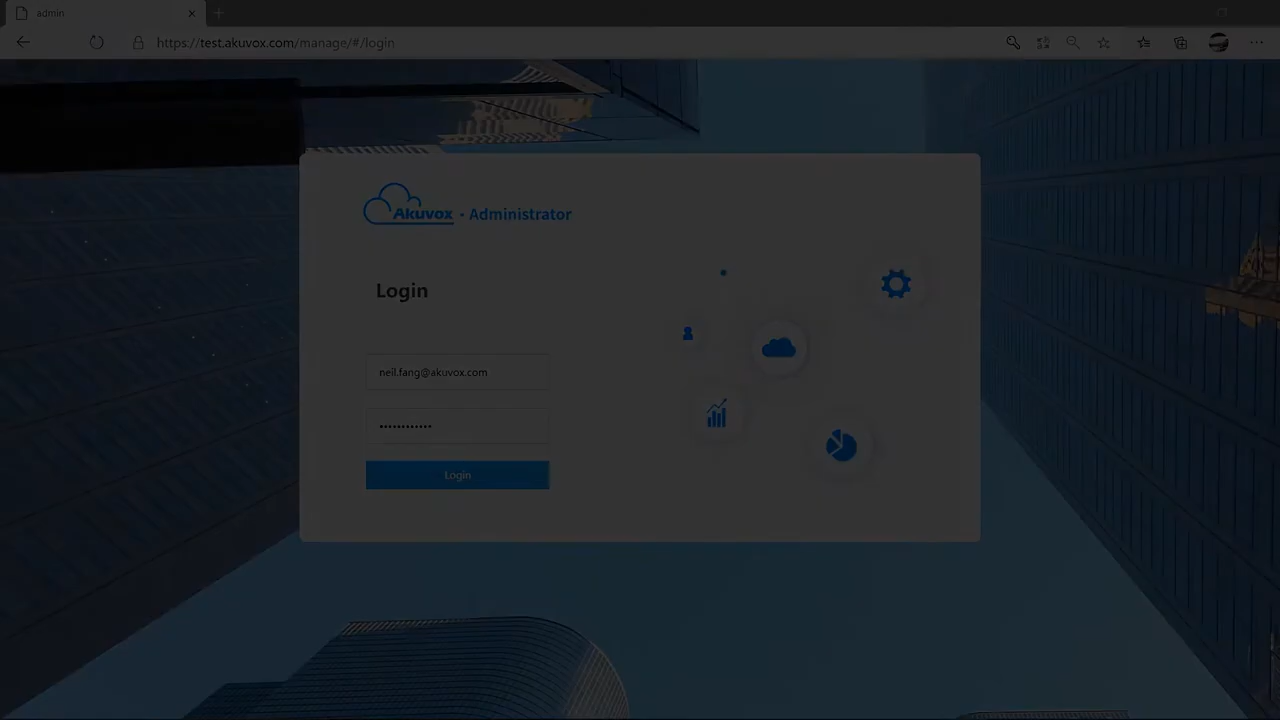 admin
https://test.akuvox.com/manage/#/login
Akuvox · Administrator
Login
neil.fang@akuvox.com
••••••••••••
Login